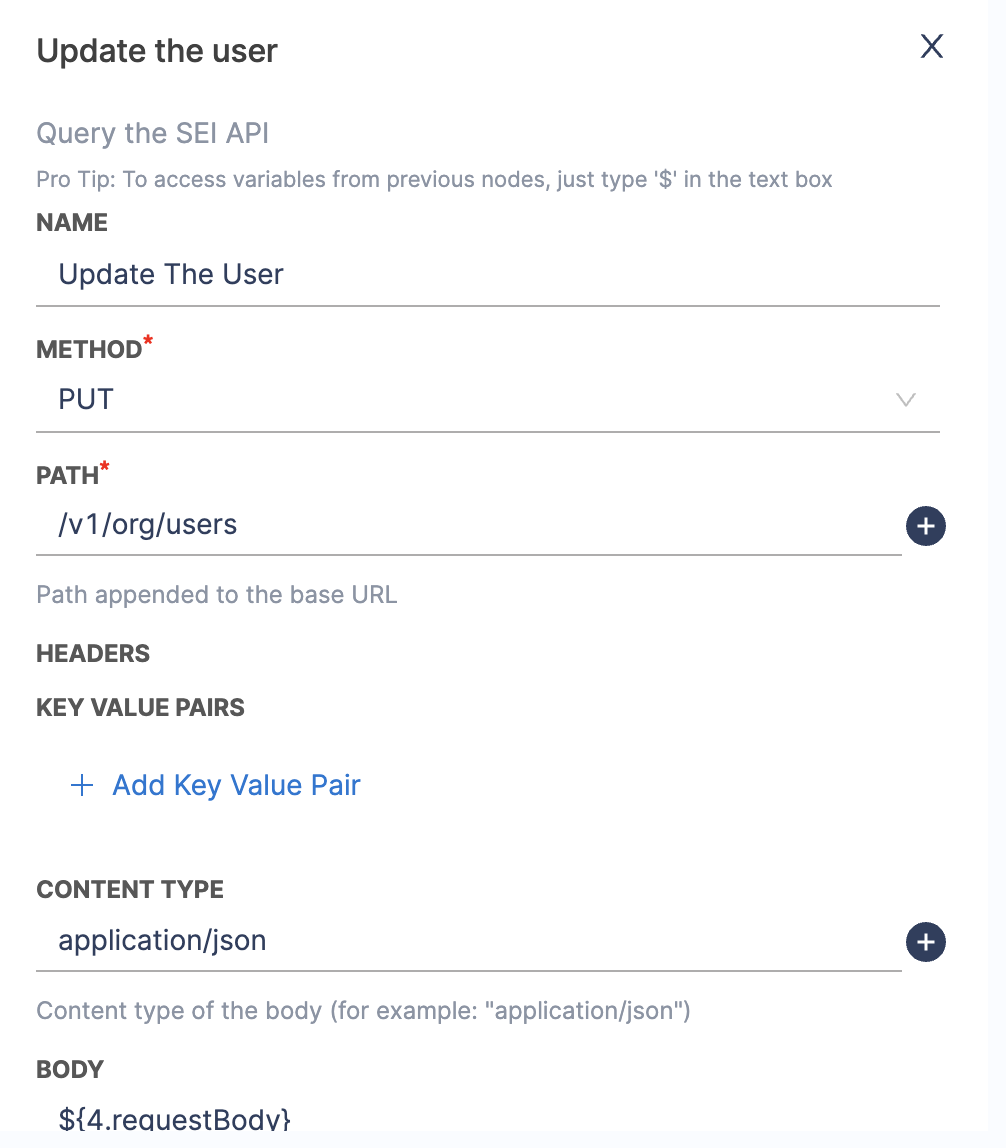 Update the user
Query the SEI API
Pro Tip: To access variables from previous nodes, just type '$' in the text box
NAME
Update The User
METHOD*
PUT
PATH*
/v1/org/users
Path appended to the base URL
HEADERS
KEY VALUE PAIRS
+ Add Key Value Pair
CONTENT TYPE
application/json
Content type of the body (for example: "application/json")
BODY
${4.requestBody}